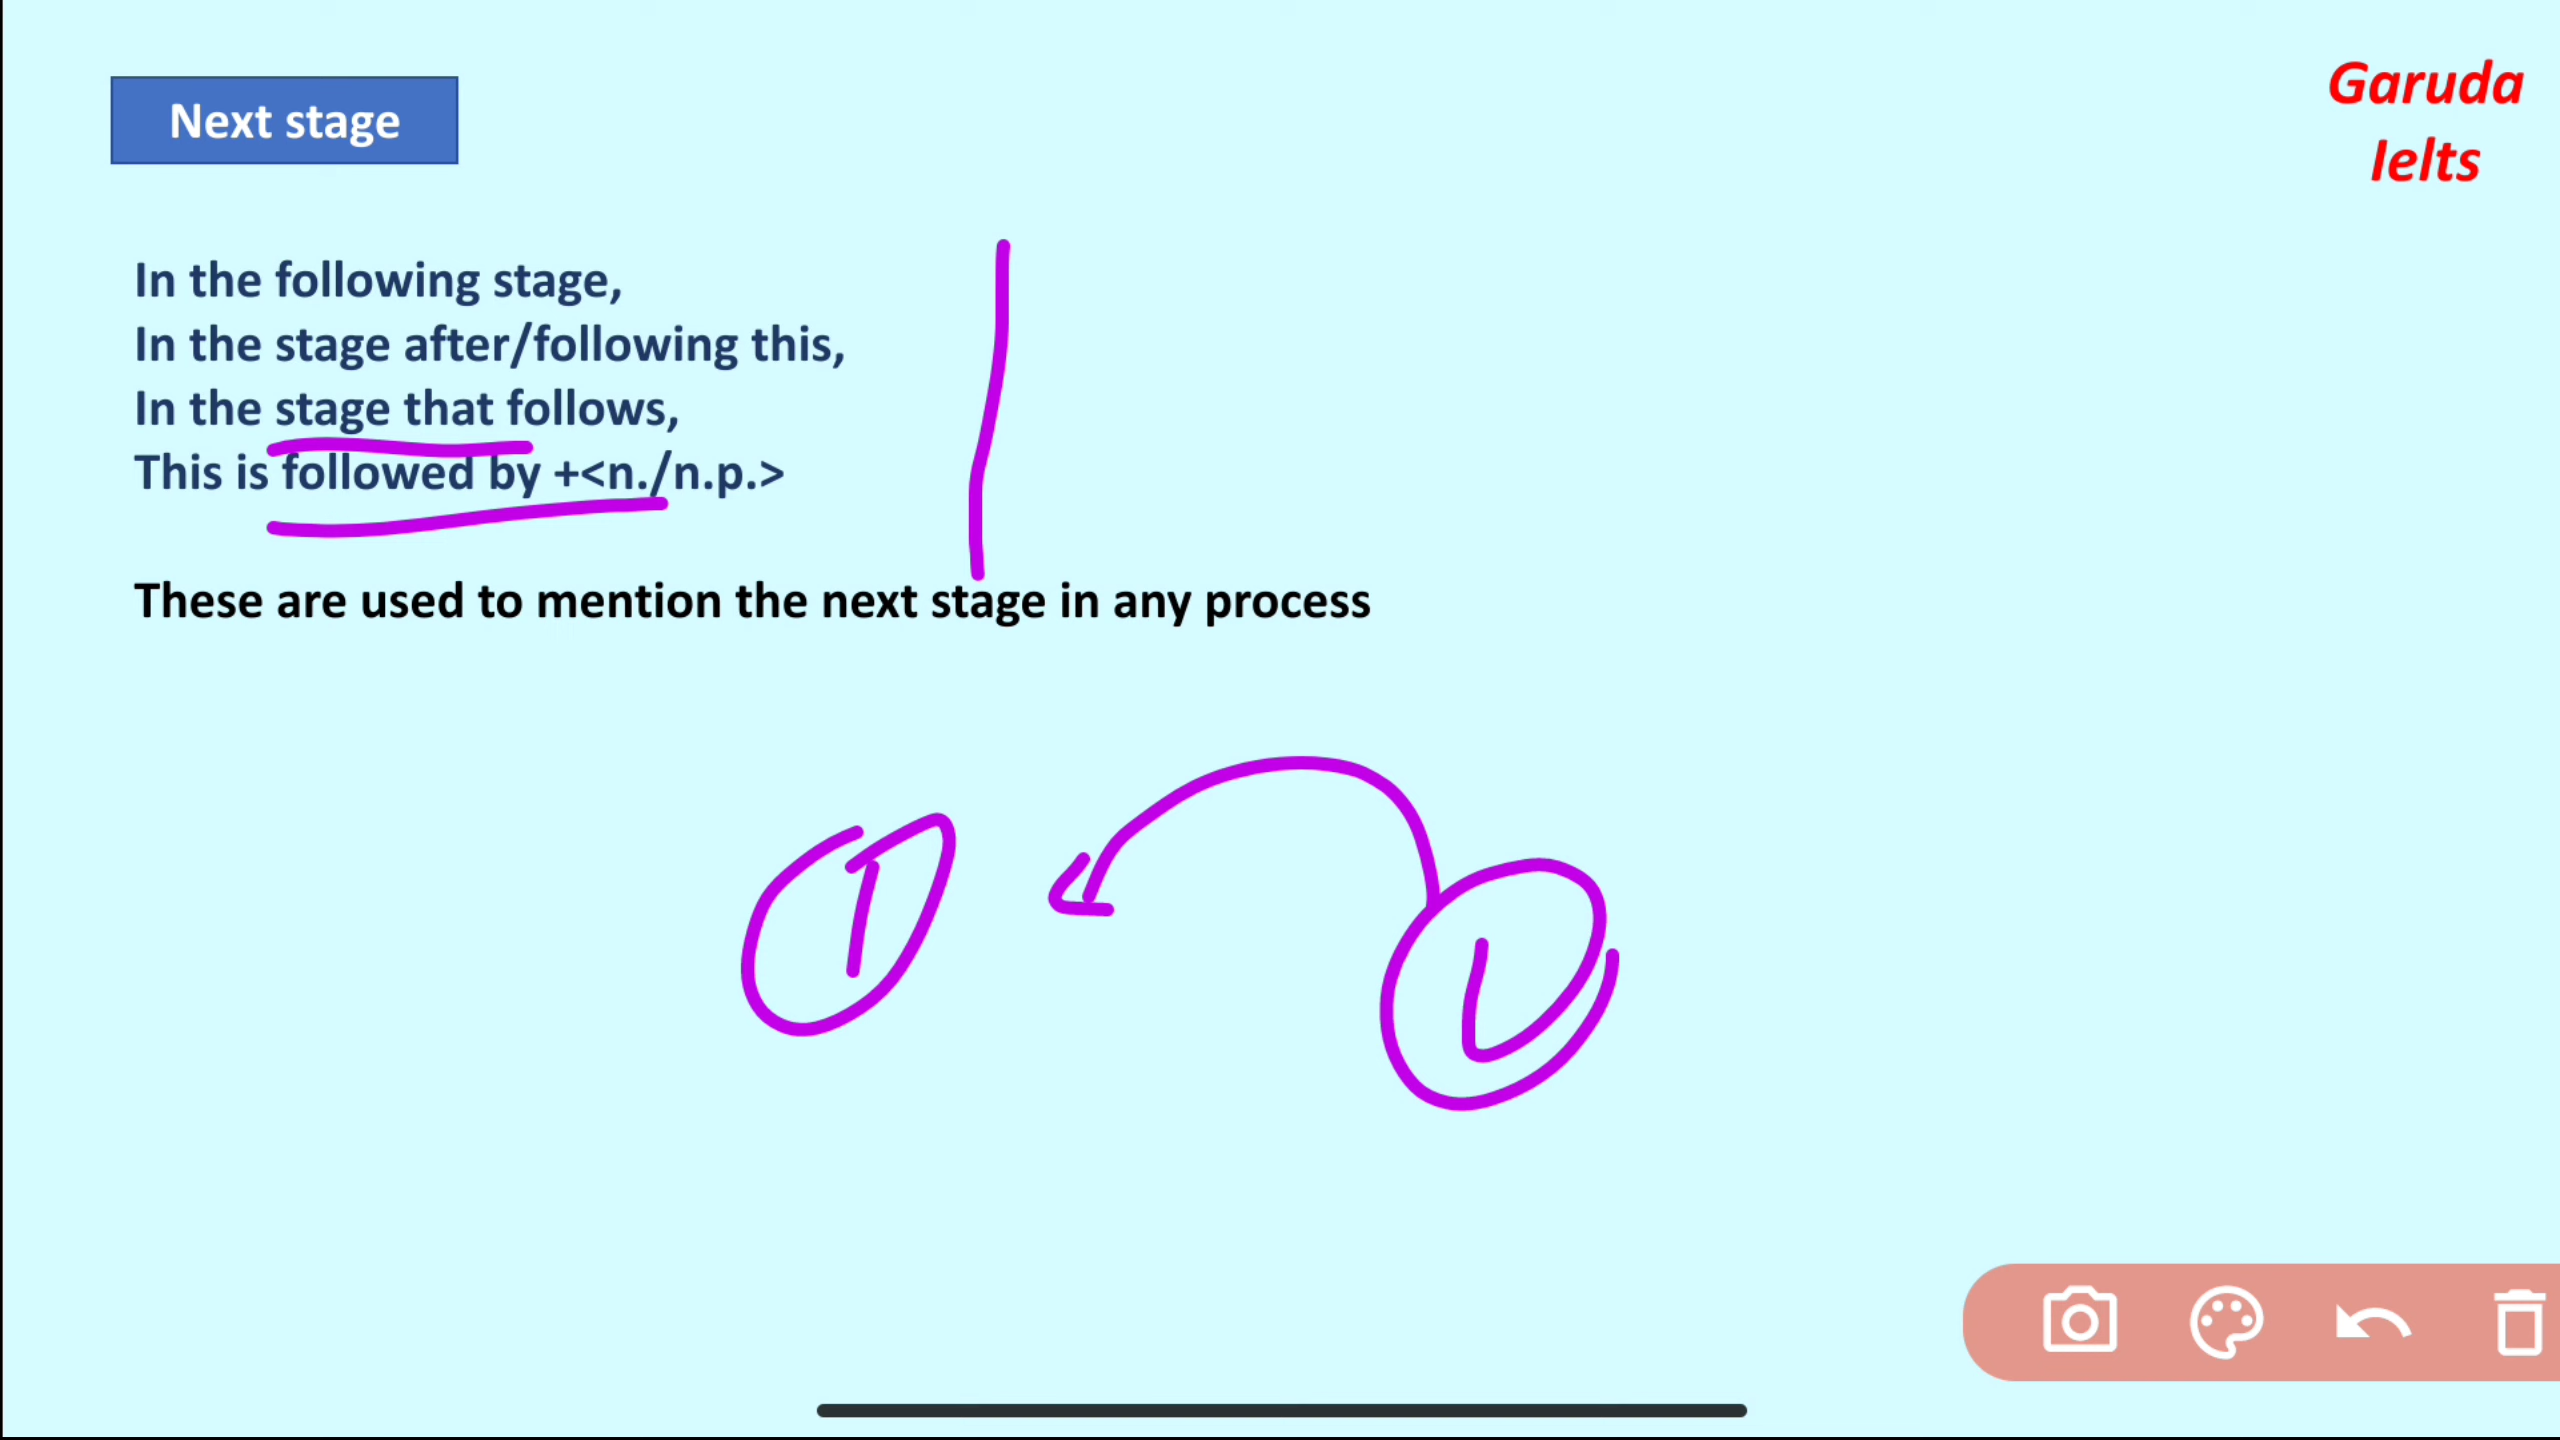 Next stage
Garuda
Ielts
In the following stage,
In the stage after/following this,
In the stage that follows,
This is followed by +<n./n.p.>
These are used to mention the next stage in any process
1